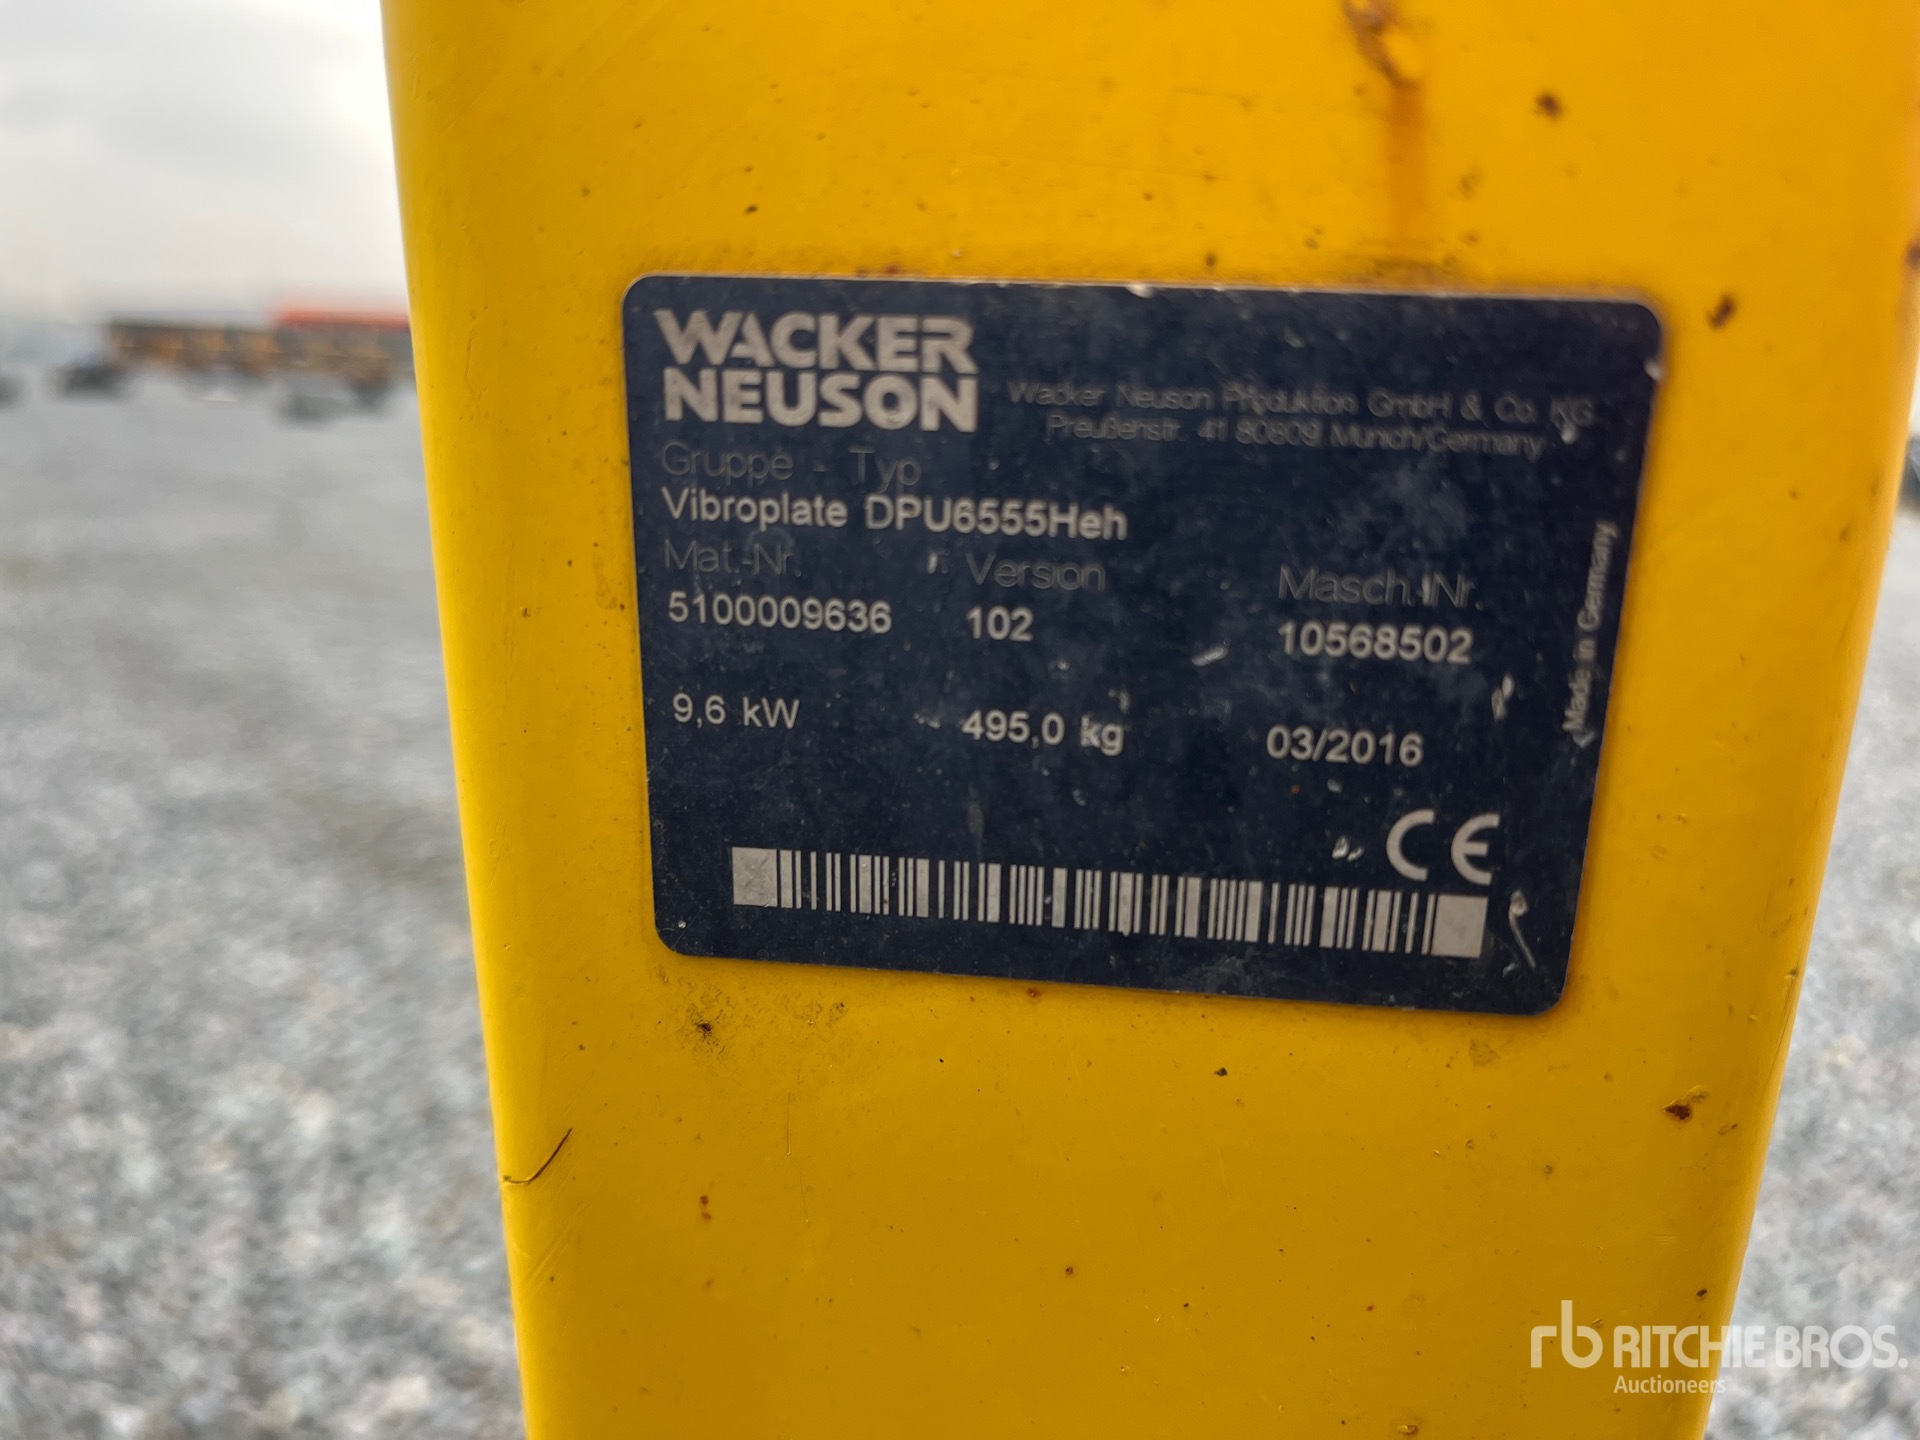 WACKER
NEUSON
Wacker Neuson Produktion GmbH & Co. KG
Preußenstr. 41 80809 Munich/Germany
Gruppe - Typ
Vibroplate DPU6555Heh
Mat.-Nr. Version Masch.-Nr.
5100009636 102 10568502
9,6 kW 495,0 kg 03/2016
Made in Germany
CE
rb RITCHIE BROS.
Auctioneers